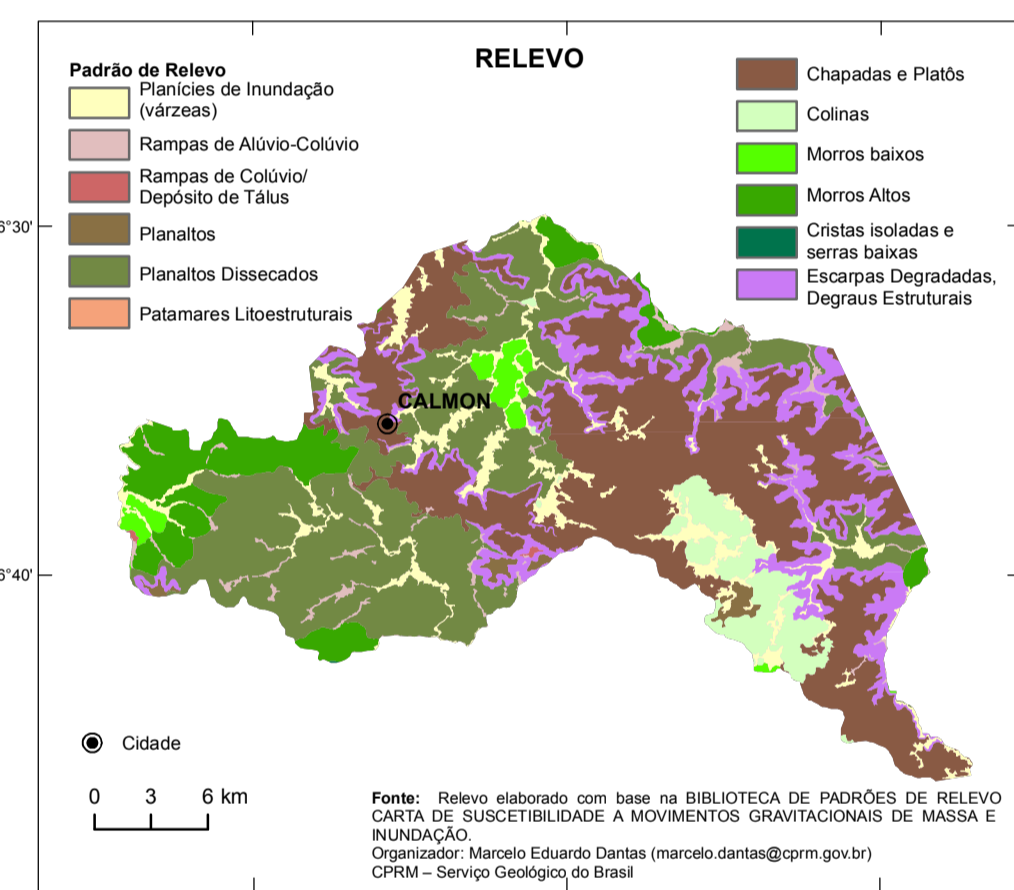 RELEVO
Padrão de Relevo
Planícies de Inundação
(várzeas)
Rampas de Alúvio-Colúvio
Rampas de Colúvio/
Depósito de Tálus
Planaltos
Planaltos Dissecados
Patamares Litoestruturais
Chapadas e Platôs
Colinas
Morros baixos
Morros Altos
Cristas isoladas e
serras baixas
Escarpas Degradadas,
Degraus Estruturais
6°30'
CALMON
6°40'
Cidade
0 3 6 km
Fonte: Relevo elaborado com base na BIBLIOTECA DE PADRÕES DE RELEVO
CARTA DE SUSCETIBILIDADE A MOVIMENTOS GRAVITACIONAIS DE MASSA E
INUNDAÇÃO.
Organizador: Marcelo Eduardo Dantas (marcelo.dantas@cprm.gov.br)
CPRM – Serviço Geológico do Brasil